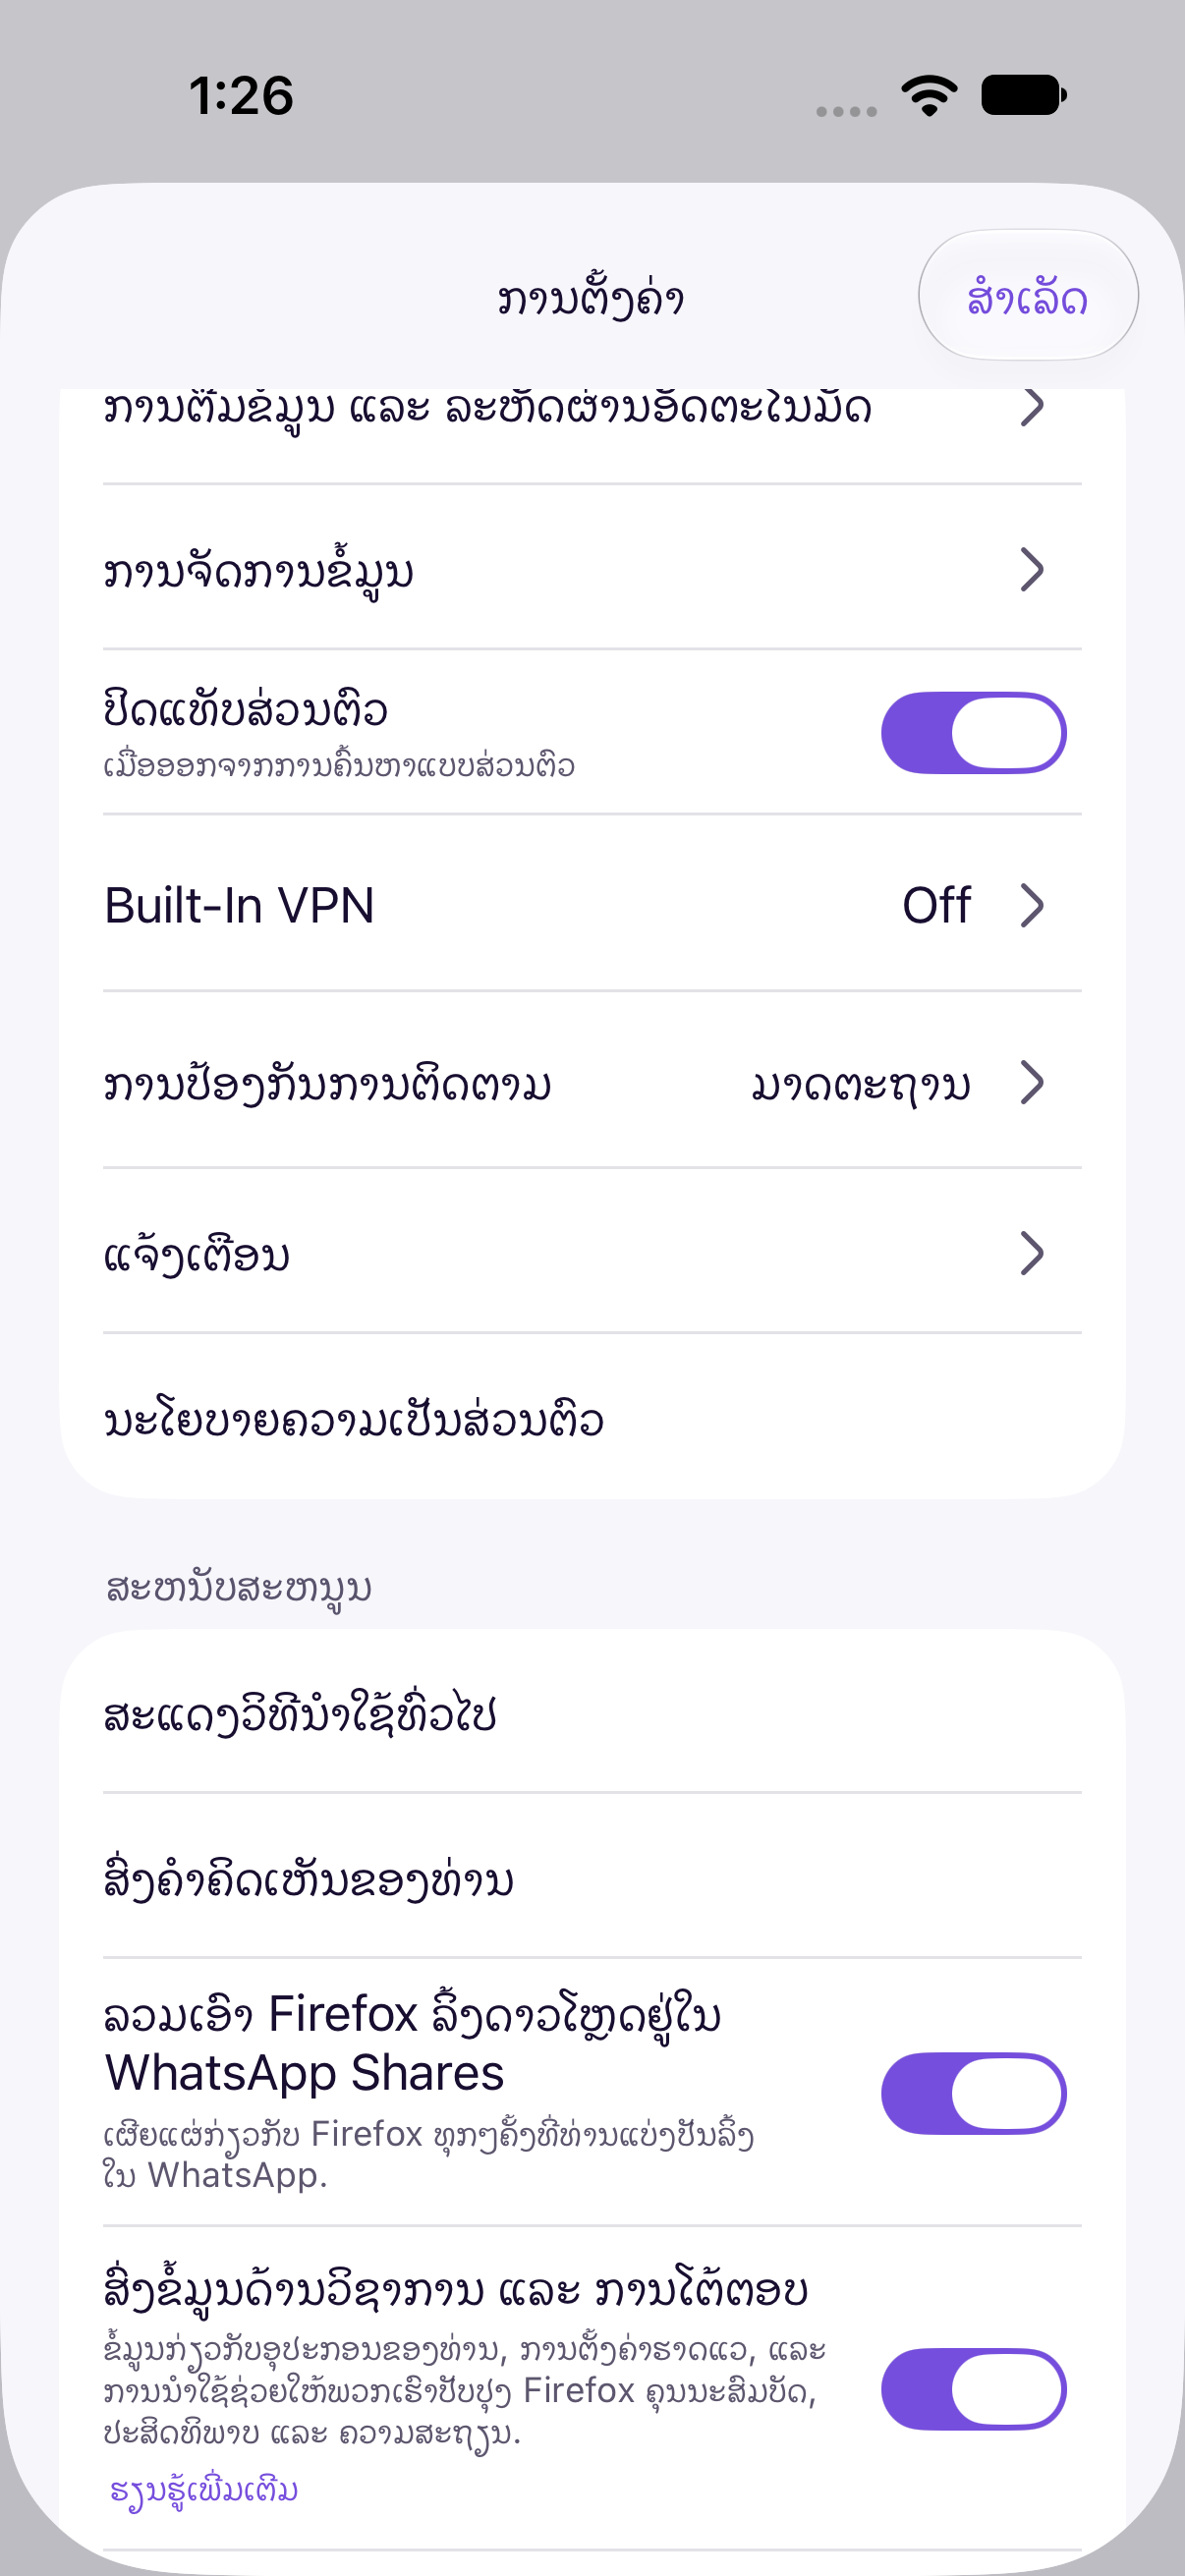 1:26
ການຕັ້ງຄ່າ
ສຳເລັດ
ການຕື່ມຂໍ້ມູນ ແລະ ລະຫັດຜ່ານອັດຕະໂນມັດ
ການຈັດການຂໍ້ມູນ
ປິດແທັບສ່ວນຕົວ
ເມື່ອອອກຈາກການຄົ້ນຫາແບບສ່ວນຕົວ
Built-In VPN Off
ການປ້ອງກັນການຕິດຕາມ ມາດຕະຖານ
ແຈ້ງເຕືອນ
ນະໂຍບາຍຄວາມເປັນສ່ວນຕົວ
ສະຫນັບສະຫນູນ
ສະແດງວິທີນຳໃຊ້ທົ່ວໄປ
ສົ່ງຄຳຄິດເຫັນຂອງທ່ານ
ລວມເອົາ Firefox ລິ້ງດາວໂຫຼດຢູ່ໃນ
WhatsApp Shares
ເຜີຍແຜ່ກ່ຽວກັບ Firefox ທຸກໆຄັ້ງທີ່ທ່ານແບ່ງປັນລິ້ງ
ໃນ WhatsApp.
ສົ່ງຂໍ້ມູນດ້ານວິຊາການ ແລະ ການໂຕ້ຕອບ
ຂໍ້ມູນກ່ຽວກັບອຸປະກອນຂອງທ່ານ, ການຕັ້ງຄ່າຮາດແວ, ແລະ
ການນຳໃຊ້ຊ່ວຍໃຫ້ພວກເຮົາປັບປຸງ Firefox ຄຸນນະສົມບັດ,
ປະສິດທິພາບ ແລະ ຄວາມສະຖຽນ.
ຮຽນຮູ້ເພີ່ມເຕີມ